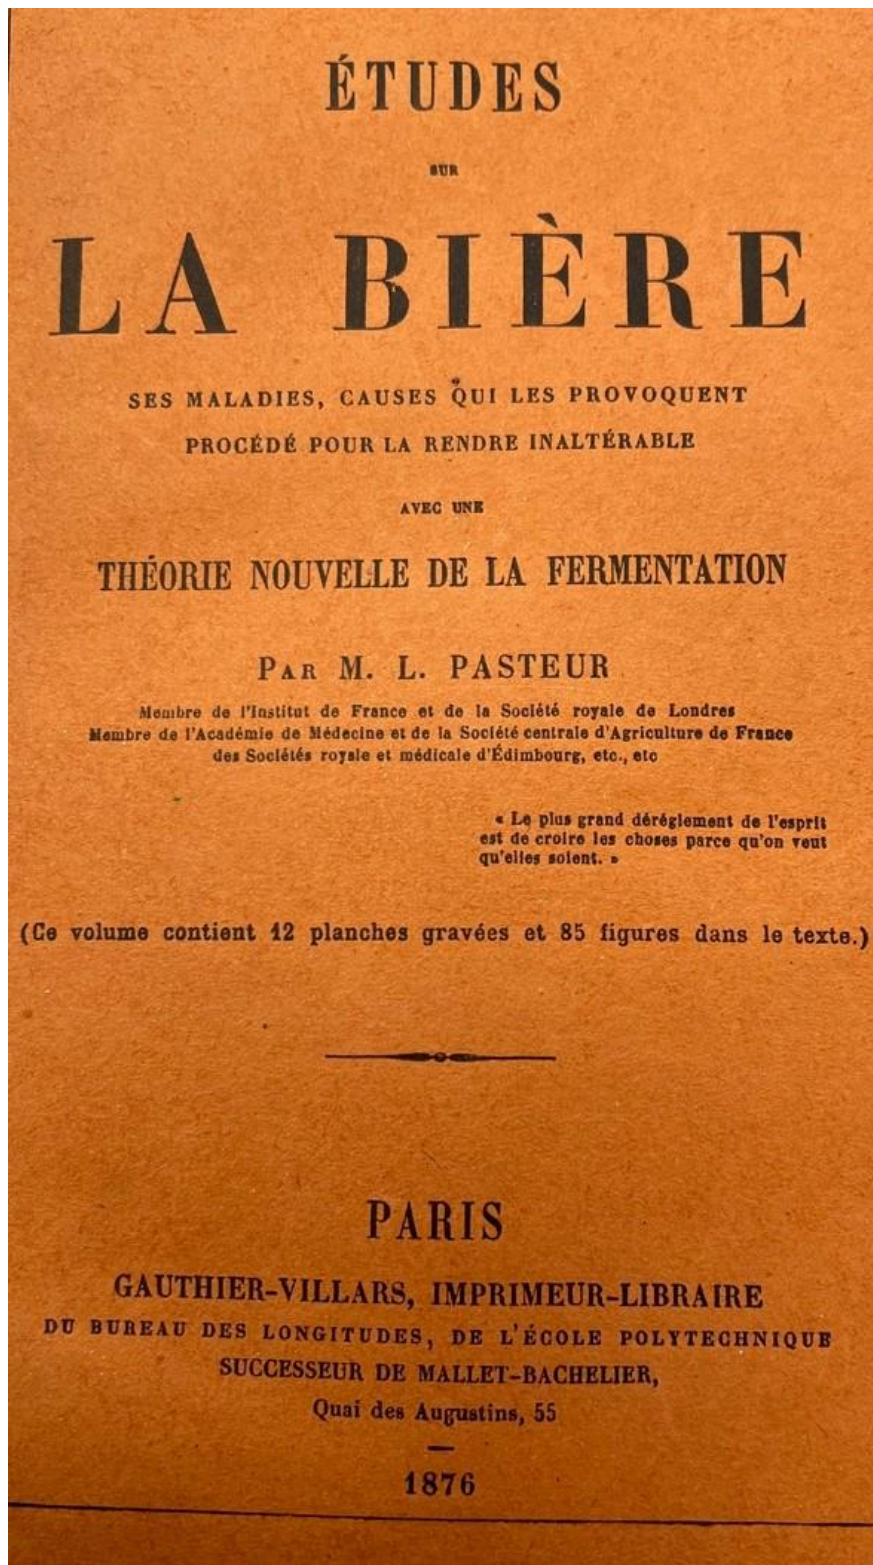 ÉTUDES
SUR
LA BIÈRE
SES MALADIES, CAUSES QUI LES PROVOQUENT
PROCÉDÉ POUR LA RENDRE INALTÉRABLE
AVEC UNE
THÉORIE NOUVELLE DE LA FERMENTATION
PAR M. L. PASTEUR
Membre de l'Institut de France et de la Société royale de Londres
Membre de l'Académie de Médecine et de la Société centrale d'Agriculture de France
des Sociétés royale et médicale d'Édimbourg, etc., etc
« Le plus grand déréglement de l'esprit
est de croire les choses parce qu'on veut
qu'elles soient. »
(Ce volume contient 12 planches gravées et 85 figures dans le texte.)
PARIS
GAUTHIER-VILLARS, IMPRIMEUR-LIBRAIRE
DU BUREAU DES LONGITUDES, DE L'ÉCOLE POLYTECHNIQUE
SUCCESSEUR DE MALLET-BACHELIER,
Quai des Augustins, 55
1876